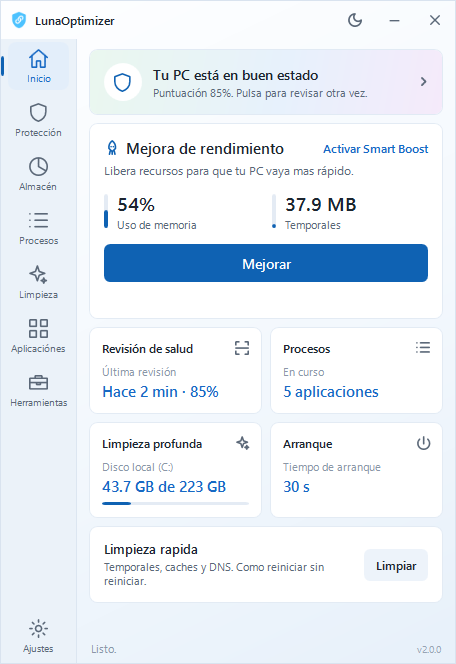 LunaOptimizer
Inicio
Protección
Almacén
Procesos
Limpieza
Aplicaciónes
Herramientas
Ajustes
Tu PC está en buen estado
Puntuación 85%. Pulsa para revisar otra vez.
Mejora de rendimiento
Activar Smart Boost
Libera recursos para que tu PC vaya mas rápido.
54%
Uso de memoria
37.9 MB
Temporales
Mejorar
Revisión de salud
Última revisión
Hace 2 min · 85%
Procesos
En curso
5 aplicaciones
Limpieza profunda
Disco local (C:)
43.7 GB de 223 GB
Arranque
Tiempo de arranque
30 s
Limpieza rapida
Temporales, caches y DNS. Como reiniciar sin
reiniciar.
Limpiar
Listo.
v2.0.0